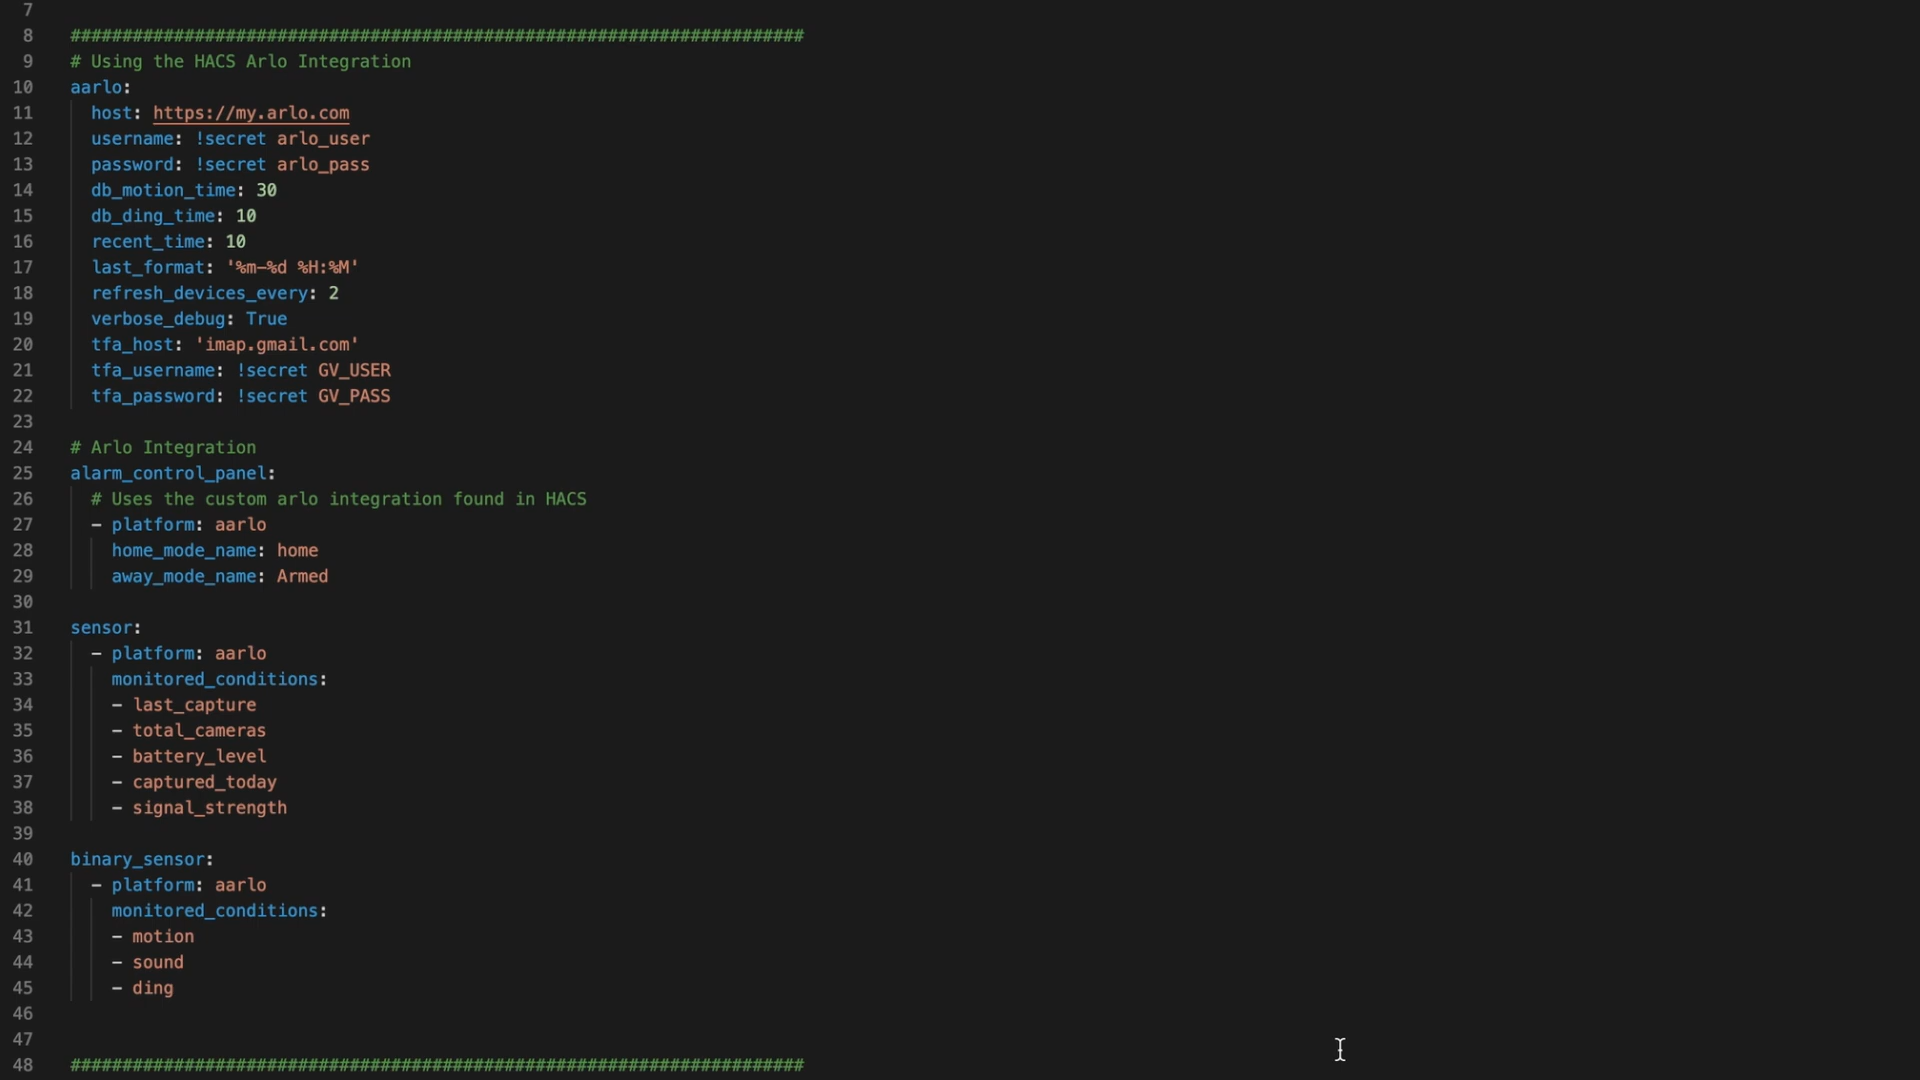 7
8 #######################################################################
9 # Using the HACS Arlo Integration
10 aarlo:
11 host: https://my.arlo.com
12 username: !secret arlo_user
13 password: !secret arlo_pass
14 db_motion_time: 30
15 db_ding_time: 10
16 recent_time: 10
17 last_format: '%m-%d %H:%M'
18 refresh_devices_every: 2
19 verbose_debug: True
20 tfa_host: 'imap.gmail.com'
21 tfa_username: !secret GV_USER
22 tfa_password: !secret GV_PASS
23
24 # Arlo Integration
25 alarm_control_panel:
26 # Uses the custom arlo integration found in HACS
27 - platform: aarlo
28 home_mode_name: home
29 away_mode_name: Armed
30
31 sensor:
32 - platform: aarlo
33 monitored_conditions:
34 - last_capture
35 - total_cameras
36 - battery_level
37 - captured_today
38 - signal_strength
39
40 binary_sensor:
41 - platform: aarlo
42 monitored_conditions:
43 - motion
44 - sound
45 - ding
46
47
48 #######################################################################